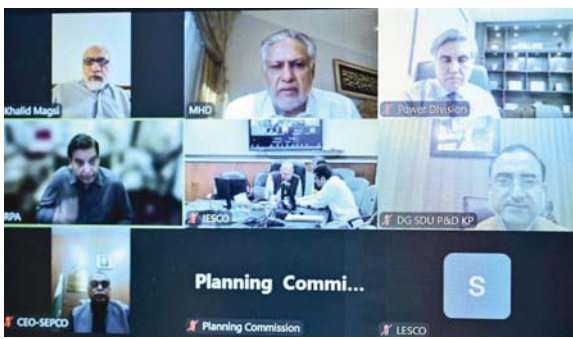 Khalid Magsi
MHD
Power Division
RPA
IESCO
DG SDU P&D KP
CEO-SEPCO
Planning Commi...
Planning Commission
S
LESCO